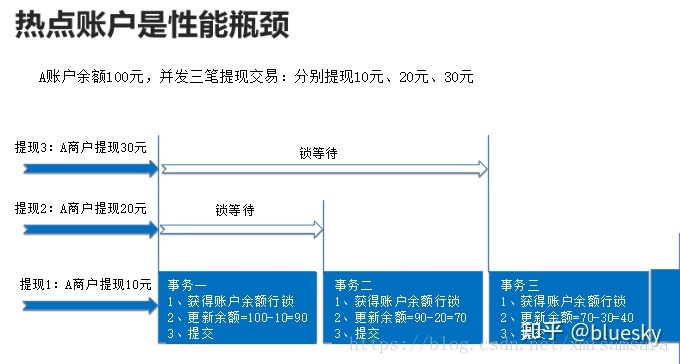 热点账户是性能瓶颈
A账户余额100元，并发三笔提现交易：分别提现10元、20元、30元
提现3：A商户提现30元
锁等待
提现2：A商户提现20元
锁等待
提现1：A商户提现10元
事务一
1、获得账户余额行锁
2、更新余额=100-10=90
3、提交
事务二
1、获得账户余额行锁
2、更新余额=90-20=70
3、提交
事务三
1、获得账户余额行锁
2、更新余额=70-30=40
3、提交
知乎 @bluesky